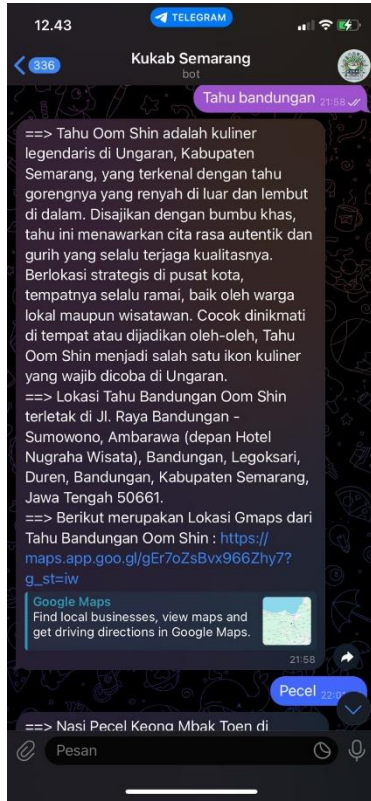 12.43
TELEGRAM
336
Kukab Semarang
bot
Tahu bandungan 21:58
==> Tahu Oom Shin adalah kuliner
legendaris di Ungaran, Kabupaten
Semarang, yang terkenal dengan tahu
gorengnya yang renyah di luar dan lembut
di dalam. Disajikan dengan bumbu khas,
tahu ini menawarkan cita rasa autentik dan
gurih yang selalu terjaga kualitasnya.
Berlokasi strategis di pusat kota,
tempatnya selalu ramai, baik oleh warga
lokal maupun wisatawan. Cocok dinikmati
di tempat atau dijadikan oleh-oleh, Tahu
Oom Shin menjadi salah satu ikon kuliner
yang wajib dicoba di Ungaran.
==> Lokasi Tahu Bandungan Oom Shin
terletak di Jl. Raya Bandungan -
Sumowono, Ambarawa (depan Hotel
Nugraha Wisata), Bandungan, Legoksari,
Duren, Bandungan, Kabupaten Semarang,
Jawa Tengah 50661.
==> Berikut merupakan Lokasi Gmaps dari
Tahu Bandungan Oom Shin : https://
maps.app.goo.gl/gEr7oZsBvx966Zhy7?
g_st=iw
Google Maps
Find local businesses, view maps and
get driving directions in Google Maps.
21:58
Pecel
==> Nasi Pecel Keong Mbak Toen di
Pesan